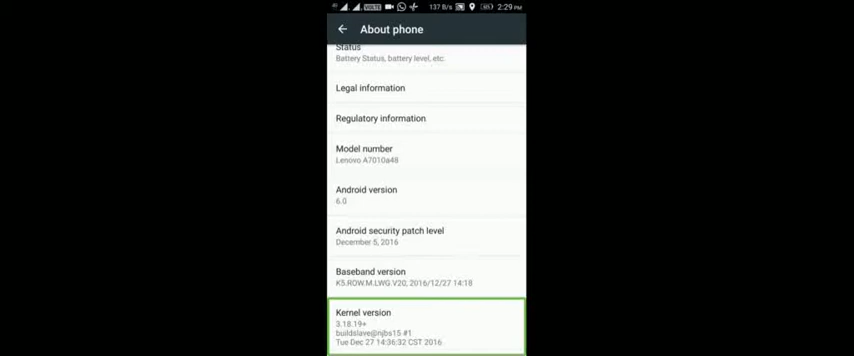 4G VOLTE 137 B/s 2:29 PM
About phone
Status
Battery Status, battery level, etc.
Legal information
Regulatory information
Model number
Lenovo A7010a48
Android version
6.0
Android security patch level
December 5, 2016
Baseband version
K5.ROW.M.LWG.V20, 2016/12/27 14:18
Kernel version
3.18.19+
buildslave@njbs15 #1
Tue Dec 27 14:36:32 CST 2016